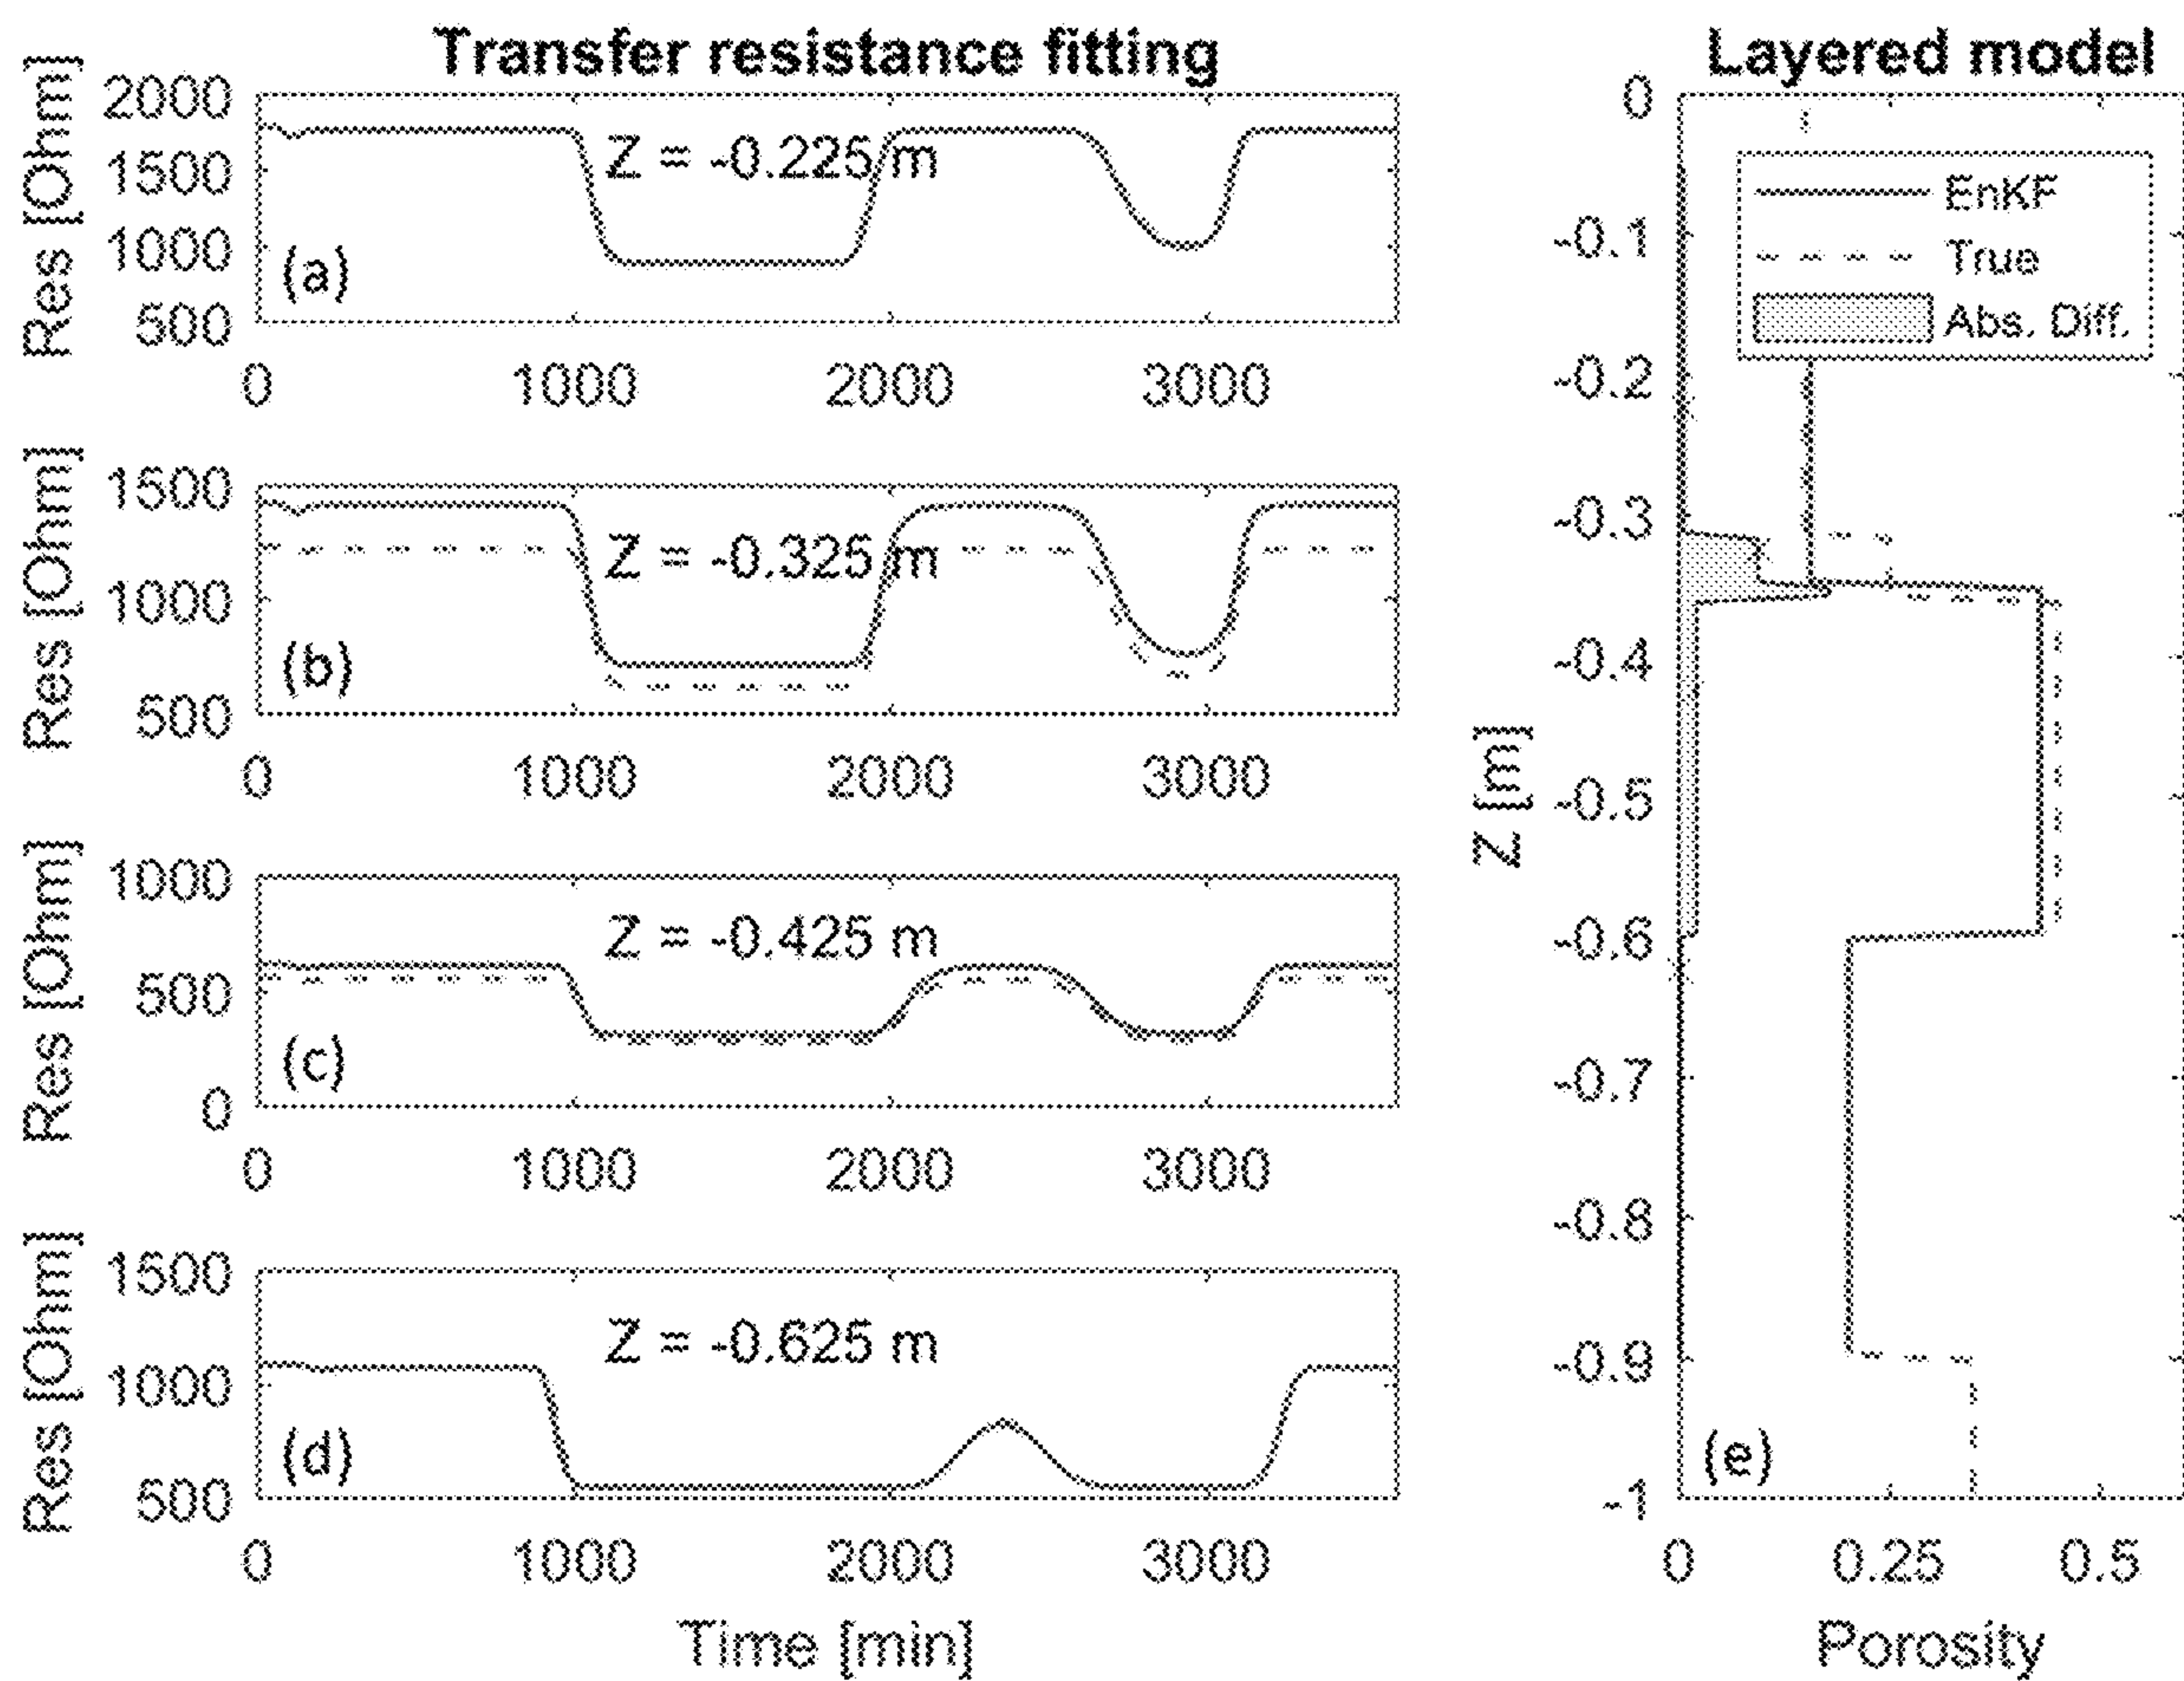 Transfer resistance fitting
Res [Ohm]
2000
1500
1000
500
Z = -0.225 m
(a)
0 1000 2000 3000
Res [Ohm]
1500
1000
500
Z = -0.325 m
(b)
0 1000 2000 3000
Res [Ohm]
1000
500
0
Z = -0.425 m
(c)
0 1000 2000 3000
Res [Ohm]
1500
1000
500
Z = -0.625 m
(d)
0 1000 2000 3000
Time [min]
Layered model
Z [m]
0
-0.1
-0.2
-0.3
-0.4
-0.5
-0.6
-0.7
-0.8
-0.9
-1
EnKF
True
Abs. Diff.
(e)
0 0.25 0.5
Porosity